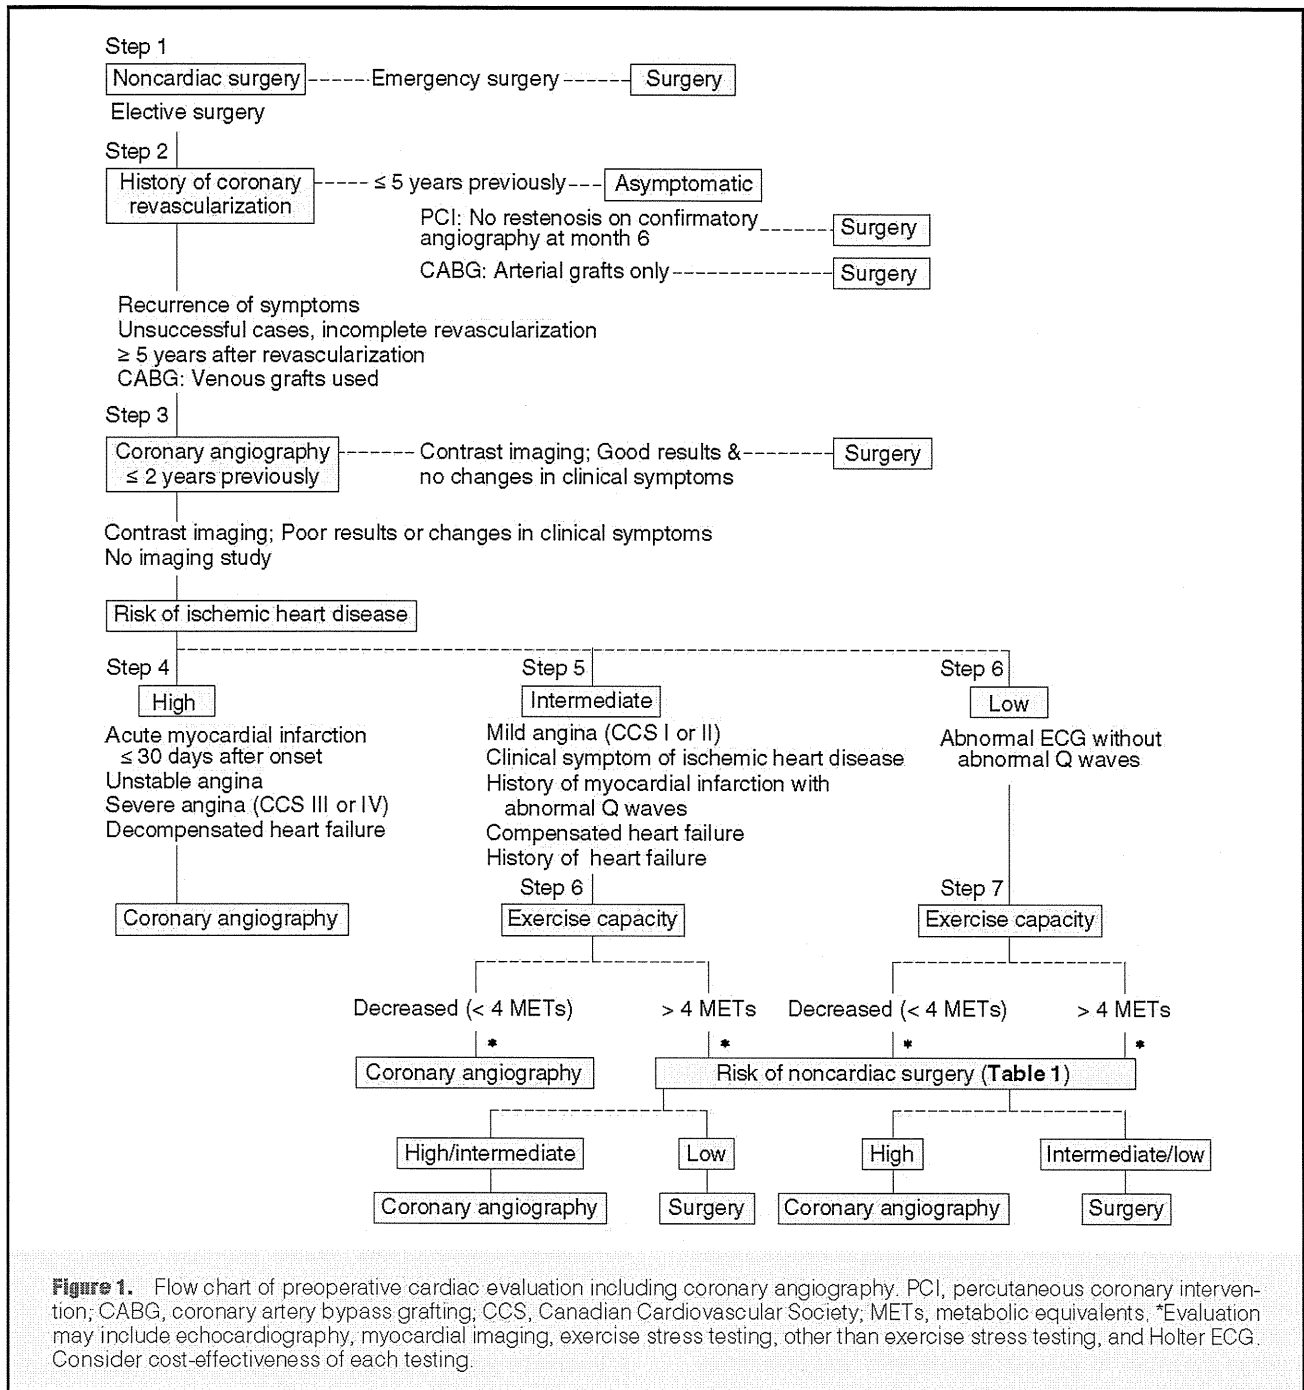 Step 1
Noncardiac surgery Emergency surgery Surgery
Elective surgery
Step 2
History of coronary revascularization ≤ 5 years previously Asymptomatic
PCI: No restenosis on confirmatory
angiography at month 6 Surgery
CABG: Arterial grafts only Surgery
Recurrence of symptoms
Unsuccessful cases, incomplete revascularization
≥ 5 years after revascularization
CABG: Venous grafts used
Step 3
Coronary angiography
≤ 2 years previously
Contrast imaging; Good results &
no changes in clinical symptoms
Surgery
Contrast imaging; Poor results or changes in clinical symptoms
No imaging study
Risk of ischemic heart disease
Step 4
High
Acute myocardial infarction
≤ 30 days after onset
Unstable angina
Severe angina (CCS III or IV)
Decompensated heart failure
Coronary angiography
Step 5
Intermediate
Mild angina (CCS I or II)
Clinical symptom of ischemic heart disease
History of myocardial infarction with
abnormal Q waves
Compensated heart failure
History of heart failure
Step 6
Exercise capacity
Step 6
Low
Abnormal ECG without
abnormal Q waves
Step 7
Exercise capacity
Decreased (< 4 METs) > 4 METs Decreased (< 4 METs) > 4 METs
* * * *
Coronary angiography Risk of noncardiac surgery (Table 1)
High/intermediate Low High Intermediate/low
Coronary angiography Surgery Coronary angiography Surgery
Figure 1. Flow chart of preoperative cardiac evaluation including coronary angiography. PCI, percutaneous coronary interven-
tion; CABG, coronary artery bypass grafting; CCS, Canadian Cardiovascular Society; METs, metabolic equivalents, *Evaluation
may include echocardiography, myocardial imaging, exercise stress testing, other than exercise stress testing, and Holter ECG.
Consider cost-effectiveness of each testing.